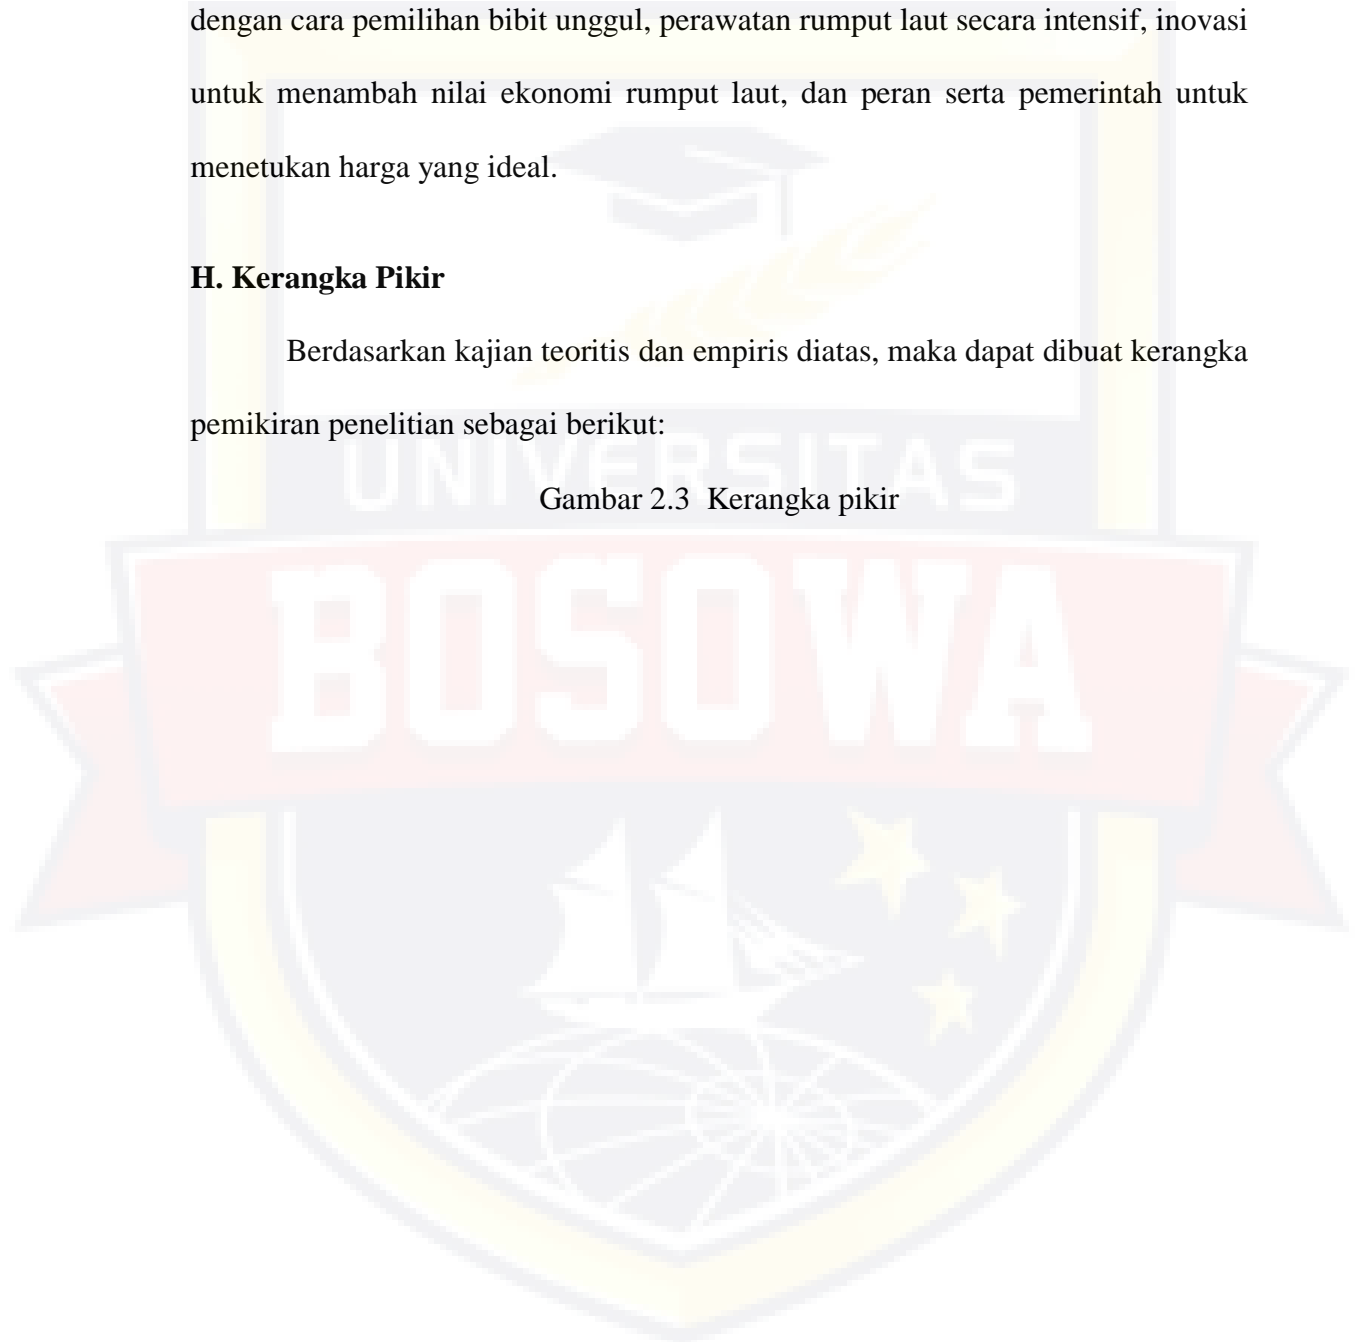 dengan cara pemilihan bibit unggul, perawatan rumput laut secara intensif, inovasi
untuk menambah nilai ekonomi rumput laut, dan peran serta pemerintah untuk
menetukan harga yang ideal.
H. Kerangka Pikir
Berdasarkan kajian teoritis dan empiris diatas, maka dapat dibuat kerangka
pemikiran penelitian sebagai berikut:
UNIVERSITAS
Gambar 2.3 Kerangka pikir
BOSOWA